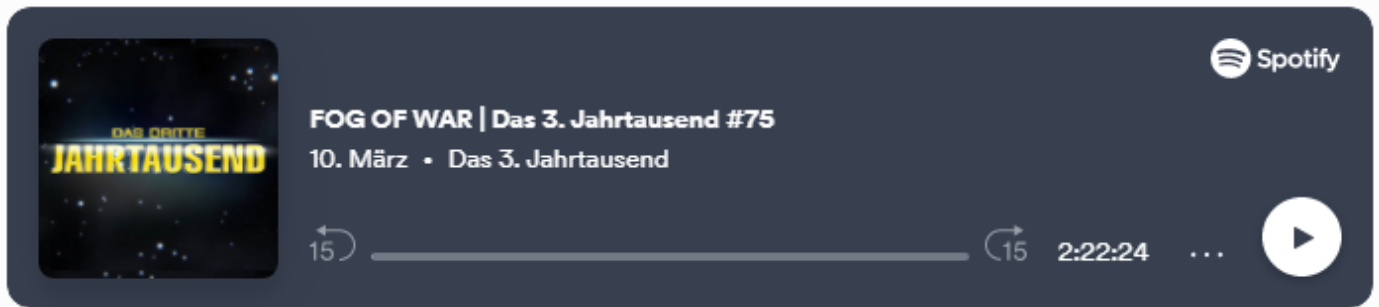 DAS DRITTE
JAHRTAUSEND
Spotify
FOG OF WAR | Das 3. Jahrtausend #75
10. März • Das 3. Jahrtausend
15
15
2:22:24
...